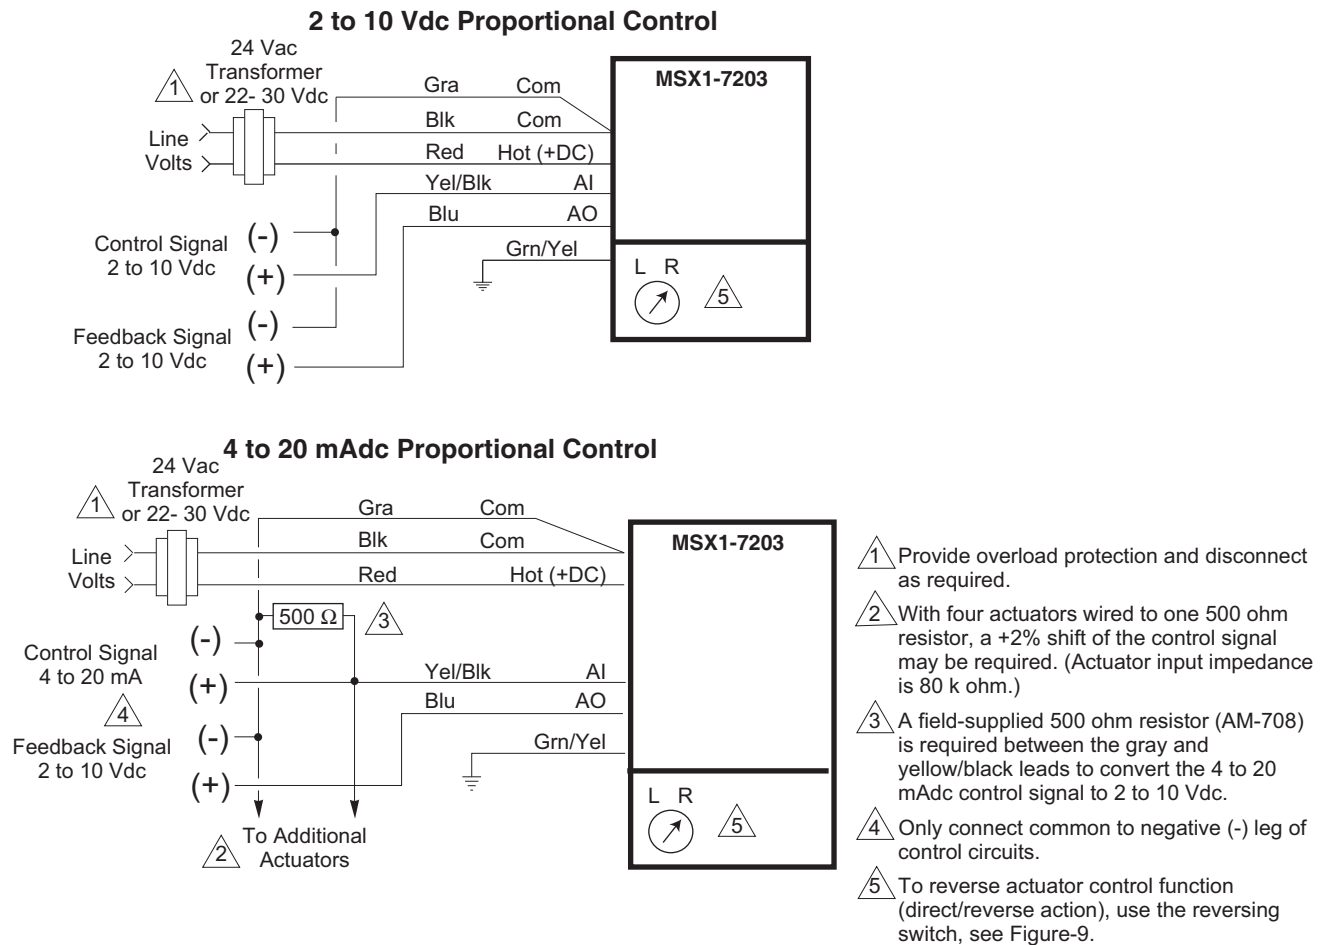 2 to 10 Vdc Proportional Control
24 Vac
Transformer
or 22- 30 Vdc
1
Line
Volts
Gra Com
Blk Com
Red Hot (+DC)
Yel/Blk AI
Blu AO
Grn/Yel
MSX1-7203
L R
5
Control Signal
2 to 10 Vdc
(-)
(+)
Feedback Signal
2 to 10 Vdc
(-)
(+)
4 to 20 mAdc Proportional Control
24 Vac
Transformer
or 22- 30 Vdc
1
Line
Volts
Gra Com
Blk Com
Red Hot (+DC)
500 Ω
3
Control Signal
4 to 20 mA
(-)
(+)
4
Feedback Signal
2 to 10 Vdc
(-)
(+)
Yel/Blk AI
Blu AO
Grn/Yel
MSX1-7203
L R
5
2
To Additional
Actuators
1 Provide overload protection and disconnect
as required.
2 With four actuators wired to one 500 ohm
resistor, a +2% shift of the control signal
may be required. (Actuator input impedance
is 80 k ohm.)
3 A field-supplied 500 ohm resistor (AM-708)
is required between the gray and
yellow/black leads to convert the 4 to 20
mAdc control signal to 2 to 10 Vdc.
4 Only connect common to negative (-) leg of
control circuits.
5 To reverse actuator control function
(direct/reverse action), use the reversing
switch, see Figure-9.